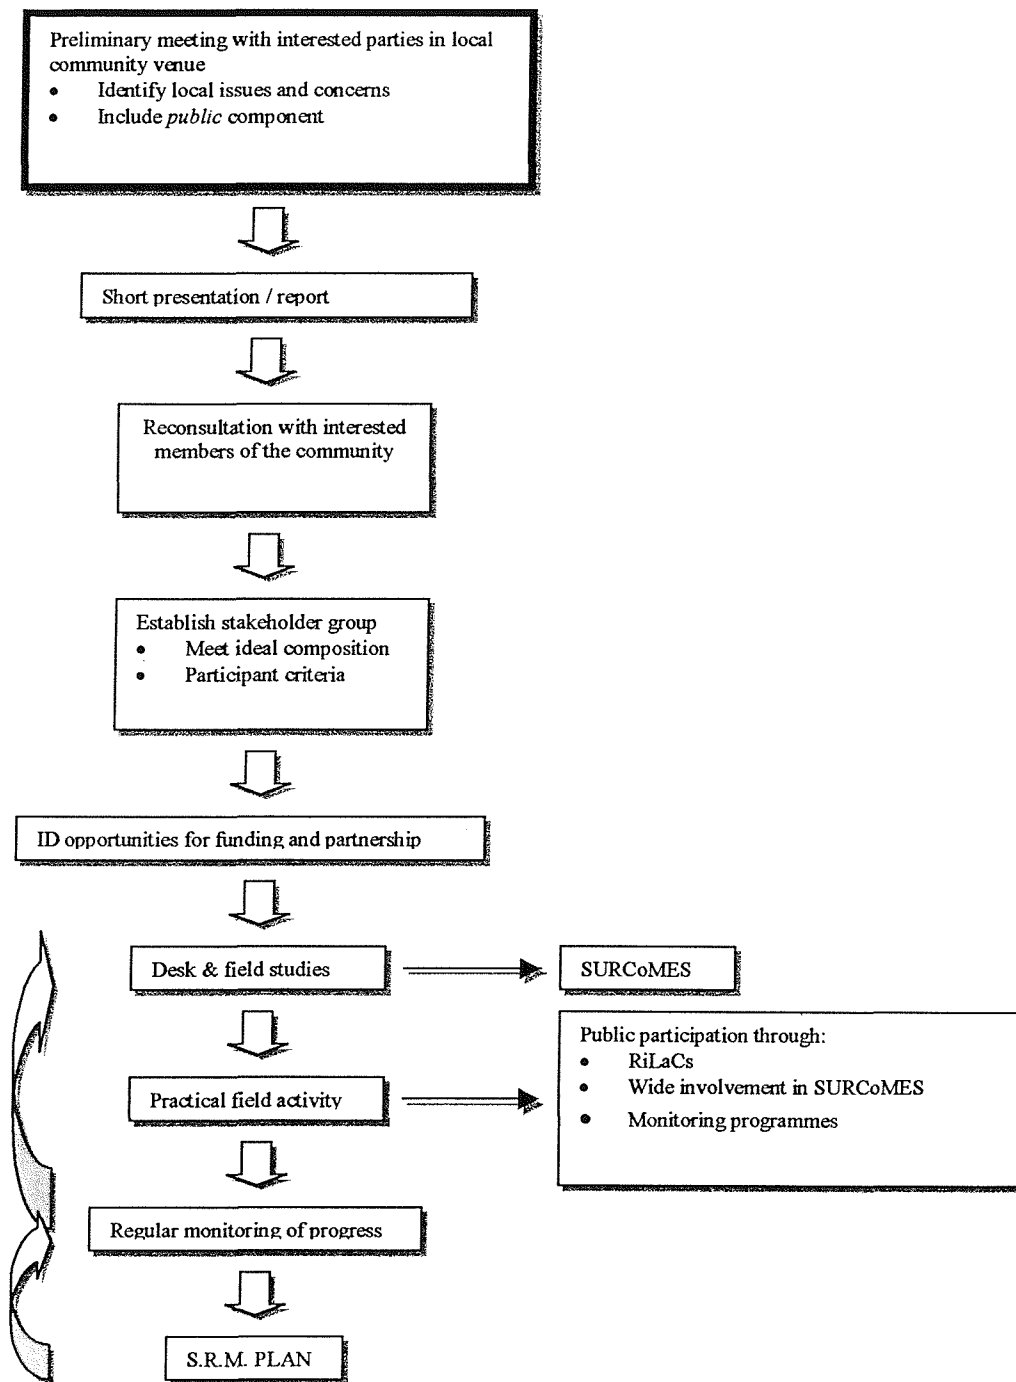 Preliminary meeting with interested parties in local
community venue
• Identify local issues and concerns
• Include public component
Short presentation / report
Reconsultation with interested
members of the community
Establish stakeholder group
• Meet ideal composition
• Participant criteria
ID opportunities for funding and partnership
Desk & field studies
SURCoMES
Practical field activity
Public participation through:
• RiLaCs
• Wide involvement in SURCoMES
• Monitoring programmes
Regular monitoring of progress
S.R.M. PLAN